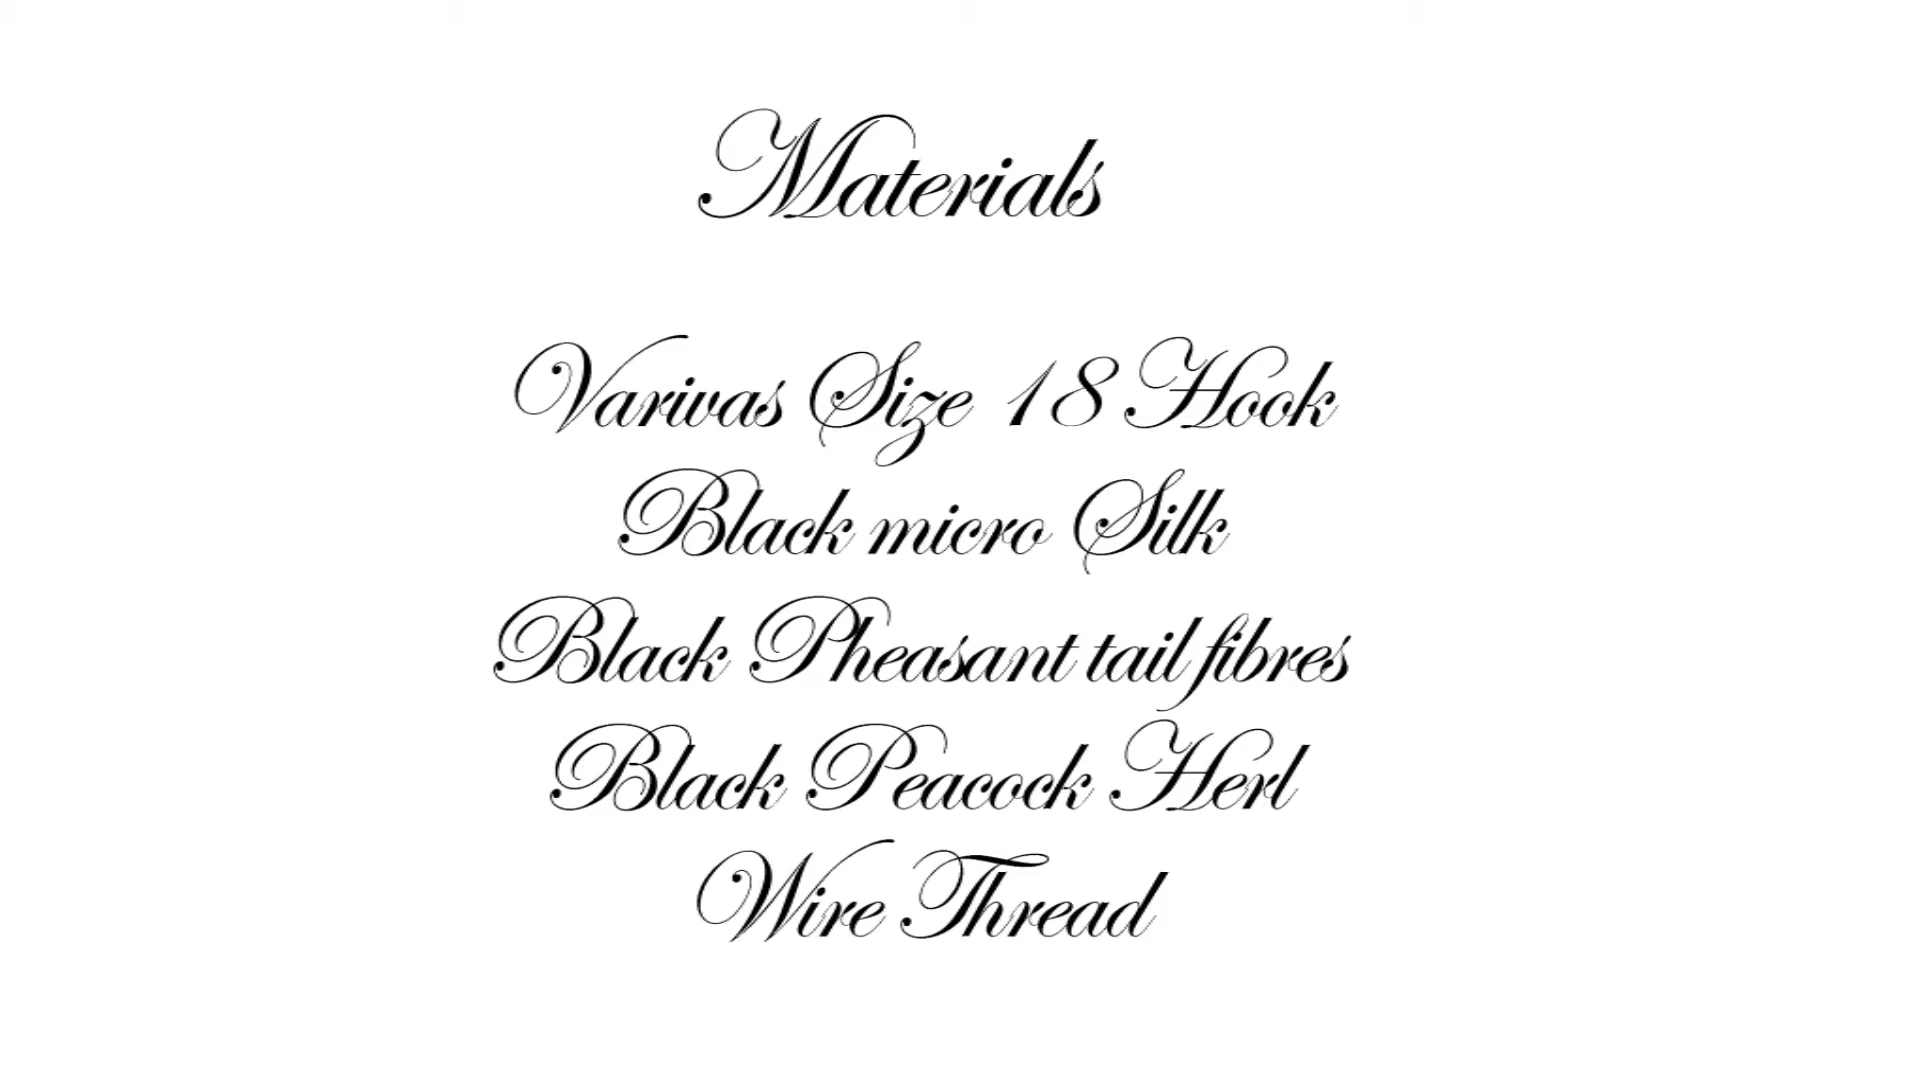 Materials
Varivas Size 18 Hook
Black micro Silk
Black Pheasant tail fibres
Black Peacock Herl
Wire Thread